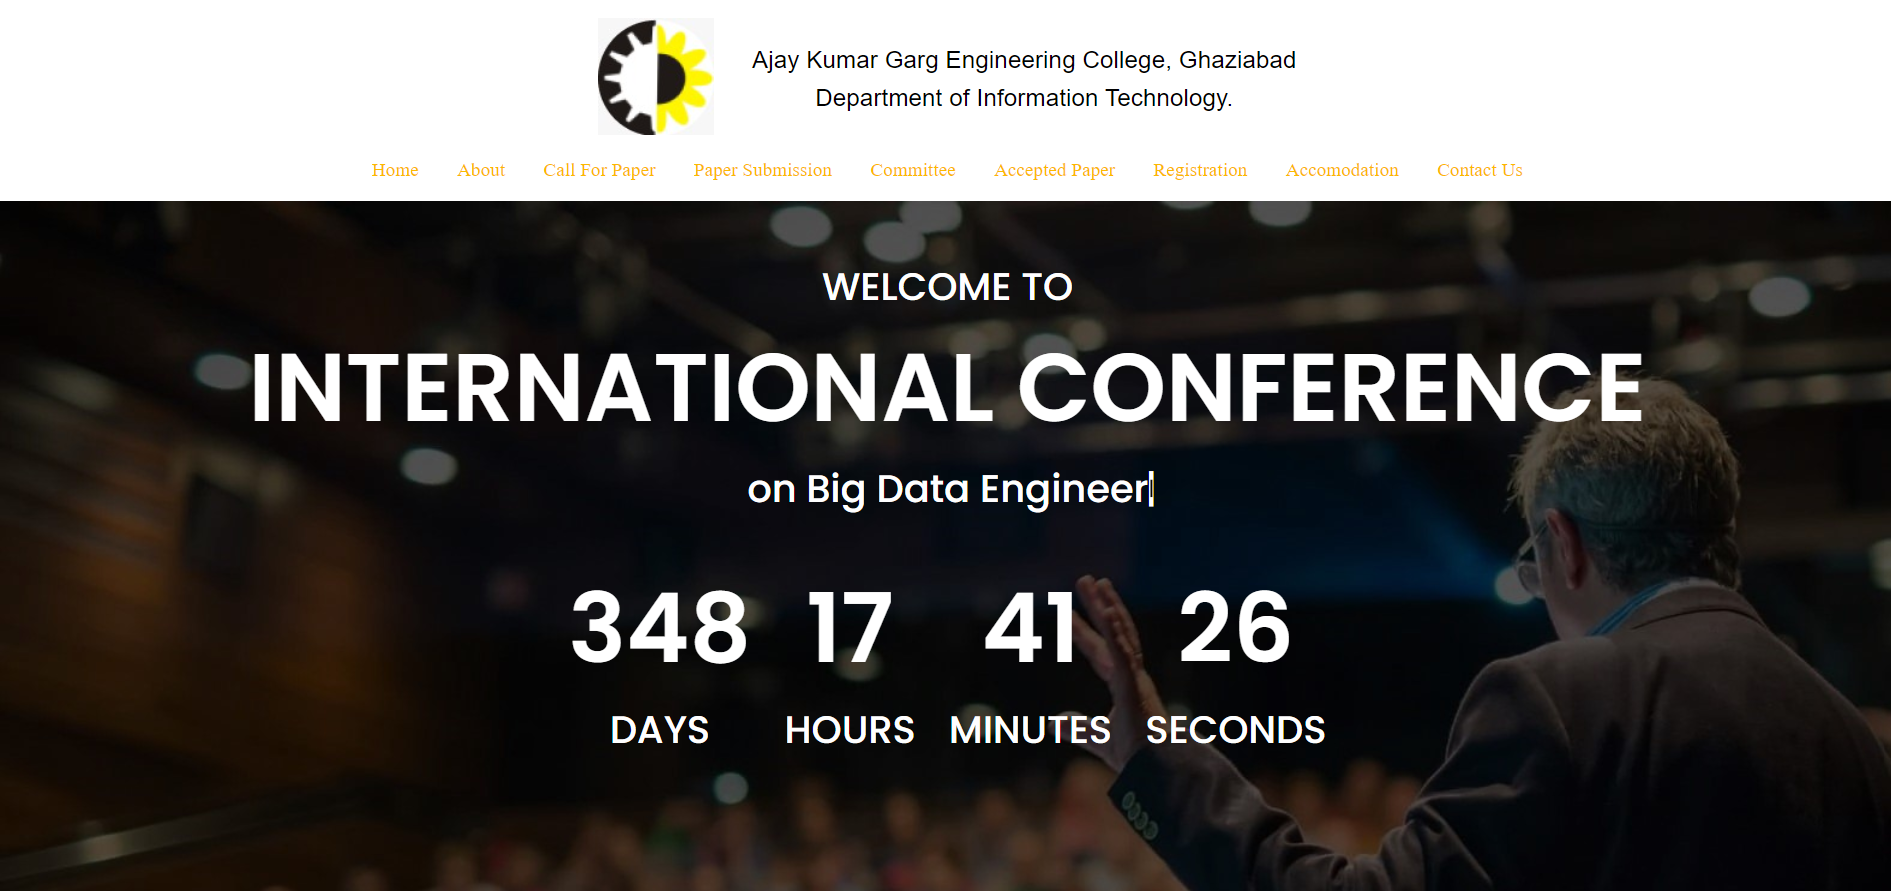 Ajay Kumar Garg Engineering College, Ghaziabad
Department of Information Technology.
Home About Call For Paper Paper Submission Committee Accepted Paper Registration Accomodation Contact Us
WELCOME TO
INTERNATIONAL CONFERENCE
on Big Data Engineer
348 17 41 26
DAYS HOURS MINUTES SECONDS